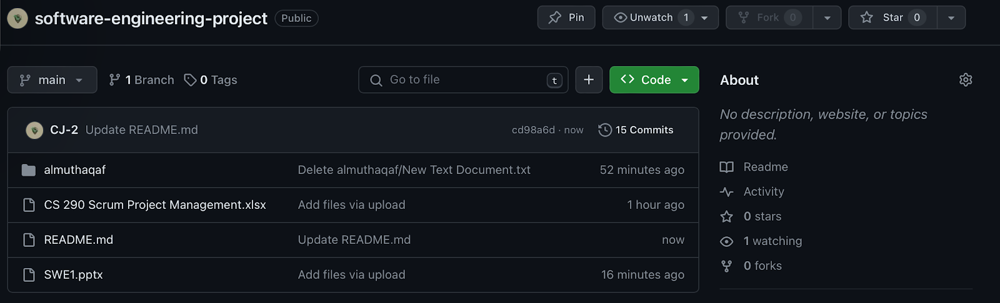 software-engineering-project Public Pin Unwatch 1 Fork 0 Star 0
main 1 Branch 0 Tags Go to file t + <> Code
CJ-2 Update README.md cd98a6d · now 15 Commits
almuthaqaf Delete almuthaqaf/New Text Document.txt 52 minutes ago
CS 290 Scrum Project Management.xlsx Add files via upload 1 hour ago
README.md Update README.md now
SWE1.pptx Add files via upload 16 minutes ago
About
No description, website, or topics
provided.
Readme
Activity
0 stars
1 watching
0 forks